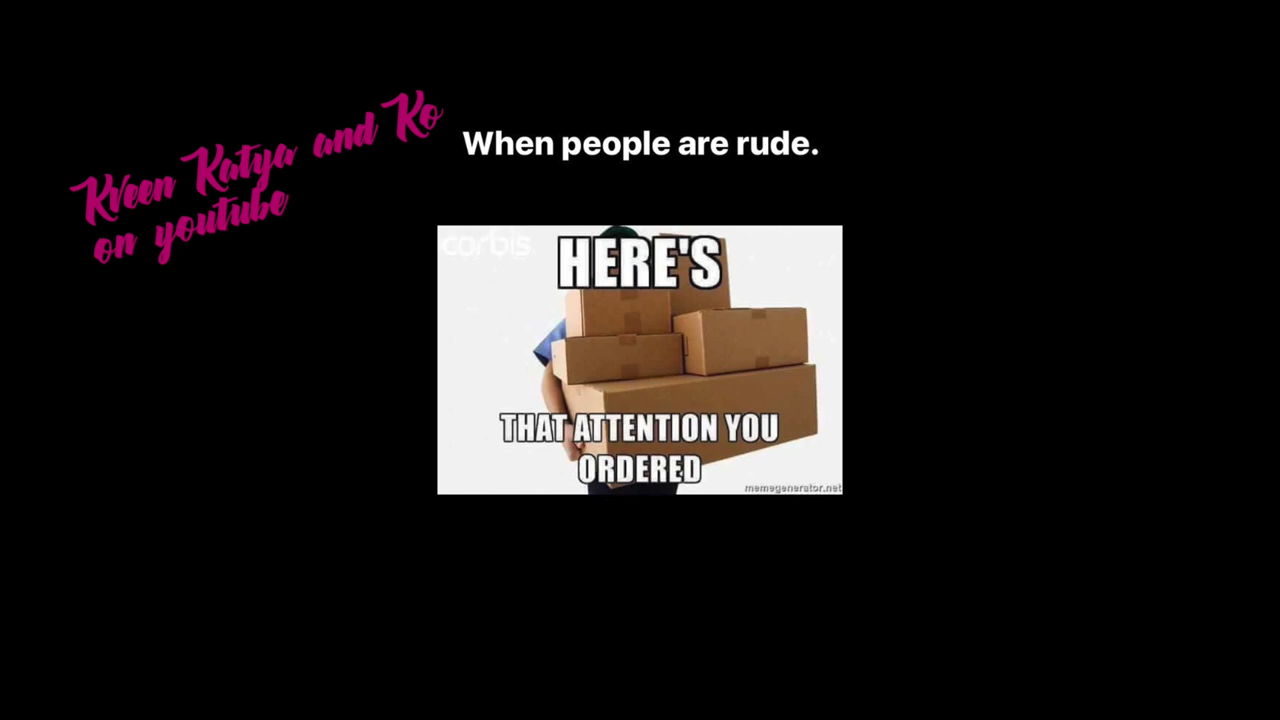 Kveen Katya and Ko
on youtube
When people are rude.
corbis
HERE'S
THAT ATTENTION YOU
ORDERED
memegenerator.net